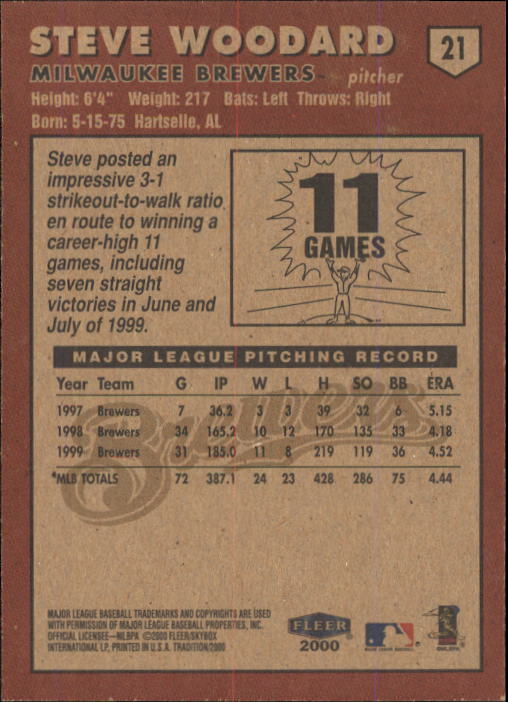 STEVE WOODARD
21
MILWAUKEE BREWERS pitcher
Height: 6'4" Weight: 217 Bats: Left Throws: Right
Born: 5-15-75 Hartselle, AL
Steve posted an
impressive 3-1
strikeout-to-walk ratio
en route to winning a
career-high 11
games, including
seven straight
victories in June and
July of 1999.
11
GAMES
MAJOR LEAGUE PITCHING RECORD
Year Team G IP W L H SO BB ERA
1997 Brewers 7 36.2 3 3 39 32 6 5.15
1998 Brewers 34 165.2 10 12 170 135 33 4.18
1999 Brewers 31 185.0 11 8 219 119 36 4.52
*MLB TOTALS 72 387.1 24 23 428 286 75 4.44
Brewers
MAJOR LEAGUE BASEBALL TRADEMARKS AND COPYRIGHTS ARE USED
WITH PERMISSION OF MAJOR LEAGUE BASEBALL PROPERTIES, INC.
OFFICIAL LICENSEE—MLBPA ©2000 FLEER/SKYBOX
INTERNATIONAL LP, PRINTED IN U.S.A. TRADITION/2000
FLEER
2000
MAJOR LEAGUE BASEBALL
©MLBPA